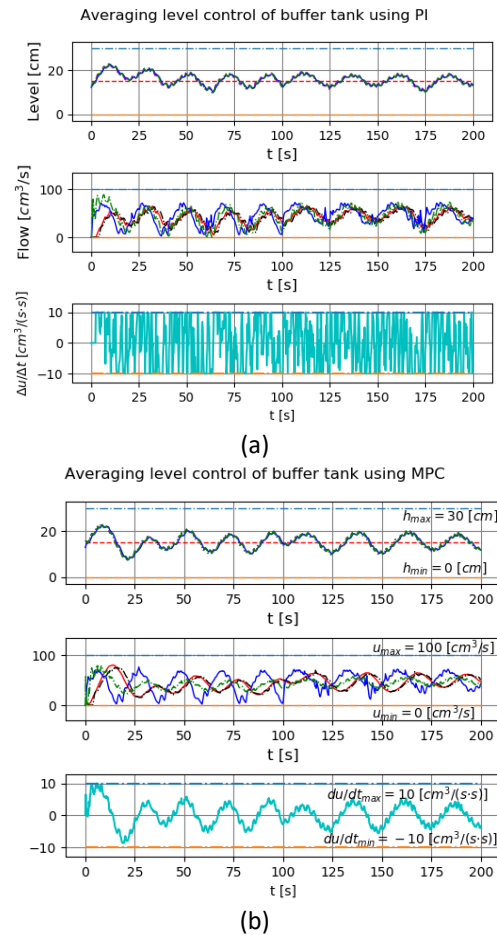 Averaging level control of buffer tank using PI
Level [cm]
20
0
0 25 50 75 100 125 150 175 200
t [s]
Flow [cm³/s]
100
0
0 25 50 75 100 125 150 175 200
t [s]
Δu/Δt [cm³/(s·s)]
10
0
−10
0 25 50 75 100 125 150 175 200
t [s]
(a)
Averaging level control of buffer tank using MPC
20
0
h_max = 30 [cm]
h_min = 0 [cm]
0 25 50 75 100 125 150 175 200
t [s]
100
0
u_max = 100 [cm³/s]
u_min = 0 [cm³/s]
0 25 50 75 100 125 150 175 200
t [s]
10
0
−10
du/dt_max = 10 [cm³/(s·s)]
du/dt_min = −10 [cm³/(s·s)]
0 25 50 75 100 125 150 175 200
t [s]
(b)